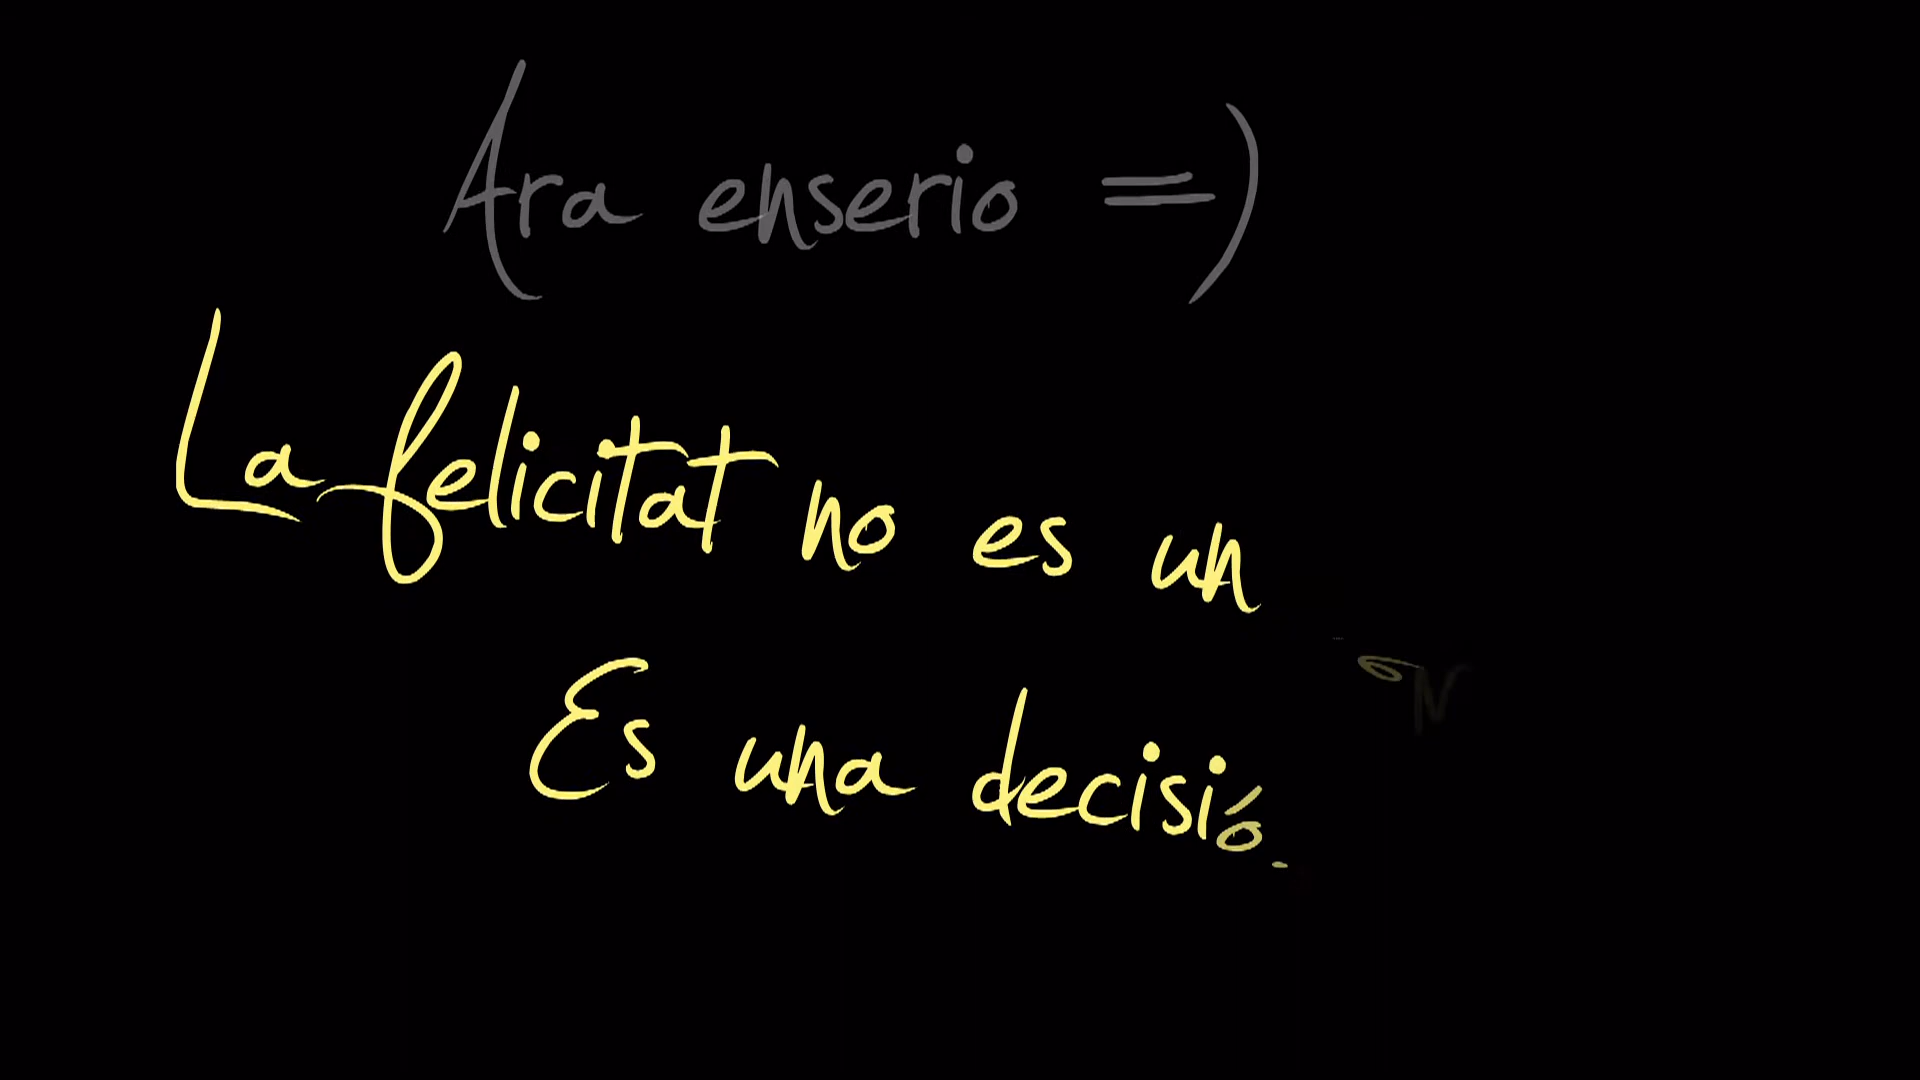 Ara enserio =)
La felicitat no es un
Es una decisió.